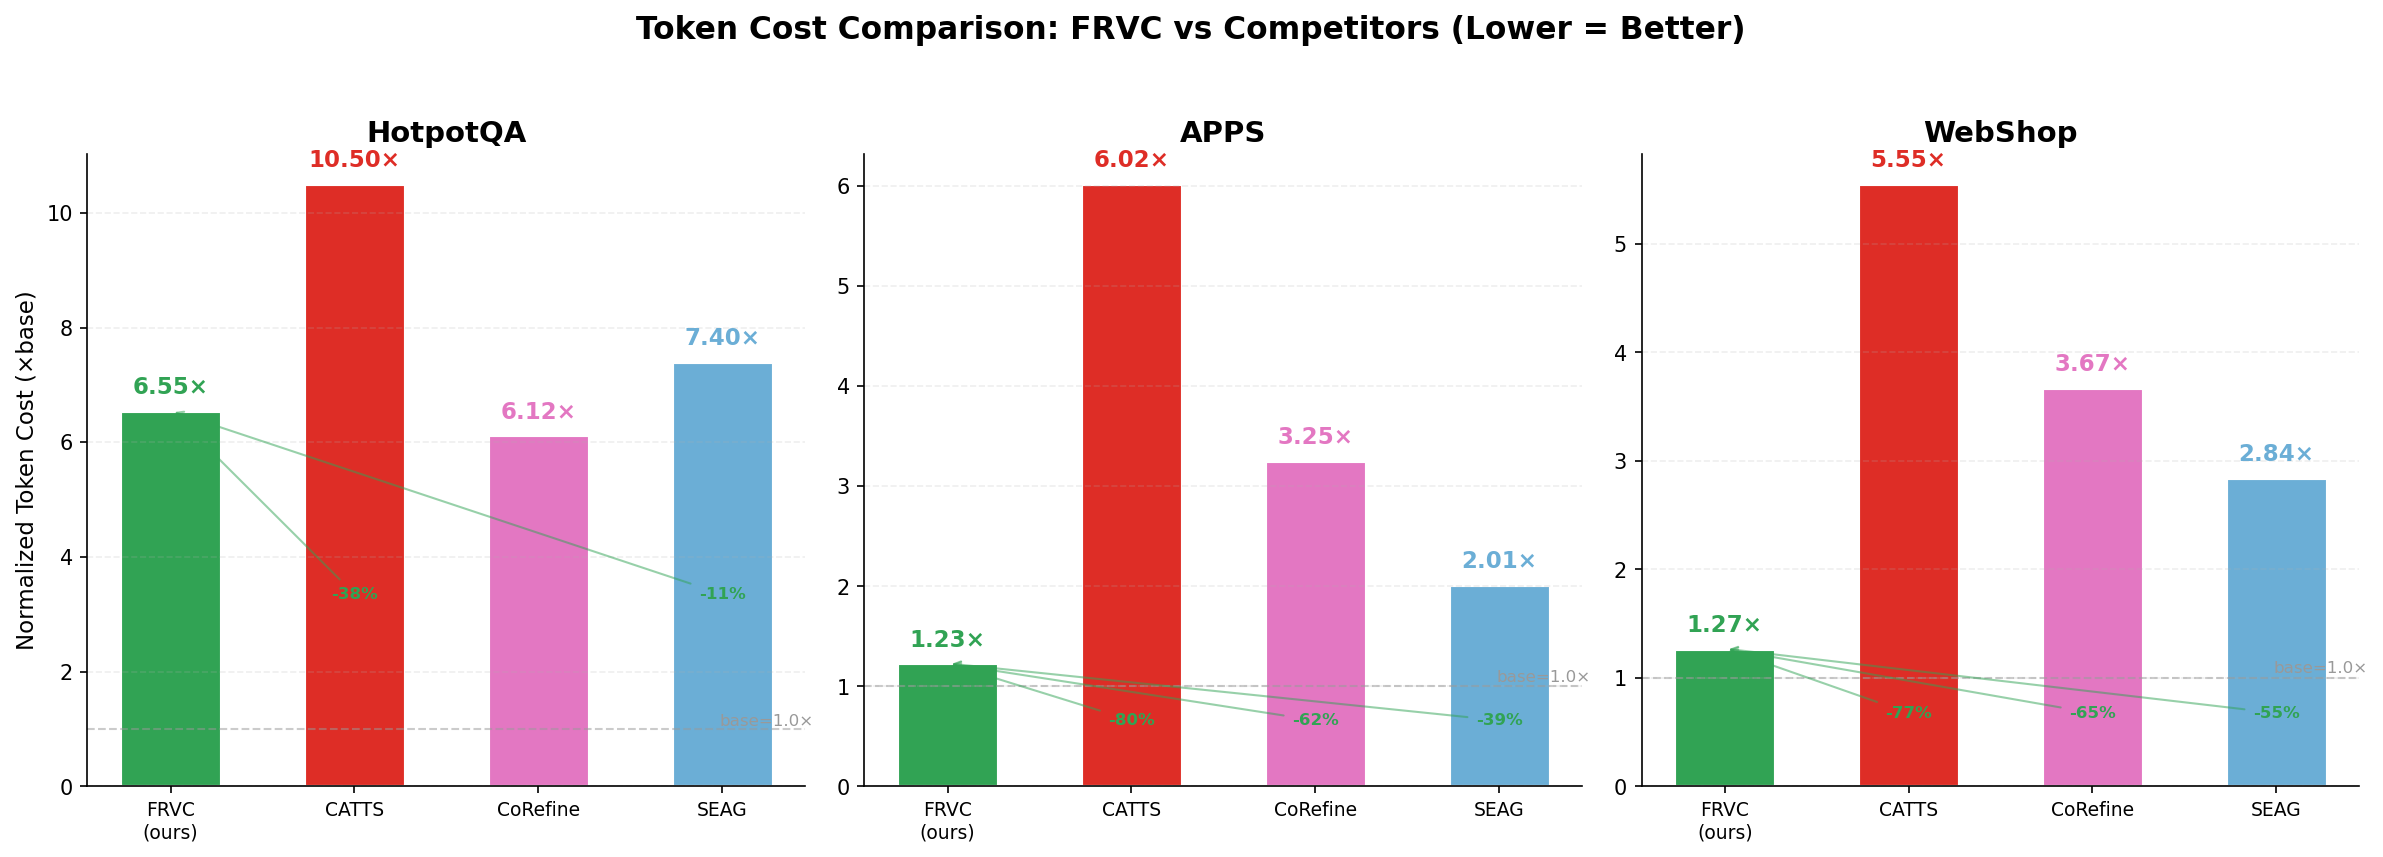 Token Cost Comparison: FRVC vs Competitors (Lower = Better)
HotpotQA
Normalized Token Cost (×base)
10
8
6
4
2
0
6.55×
10.50×
6.12×
7.40×
-38%
-11%
base=1.0×
FRVC
(ours)
CATTS
CoRefine
SEAG
APPS
6
5
4
3
2
1
0
1.23×
6.02×
3.25×
2.01×
base=1.0×
-80%
-62%
-39%
FRVC
(ours)
CATTS
CoRefine
SEAG
WebShop
5
4
3
2
1
0
1.27×
5.55×
3.67×
2.84×
base=1.0×
-77%
-65%
-55%
FRVC
(ours)
CATTS
CoRefine
SEAG